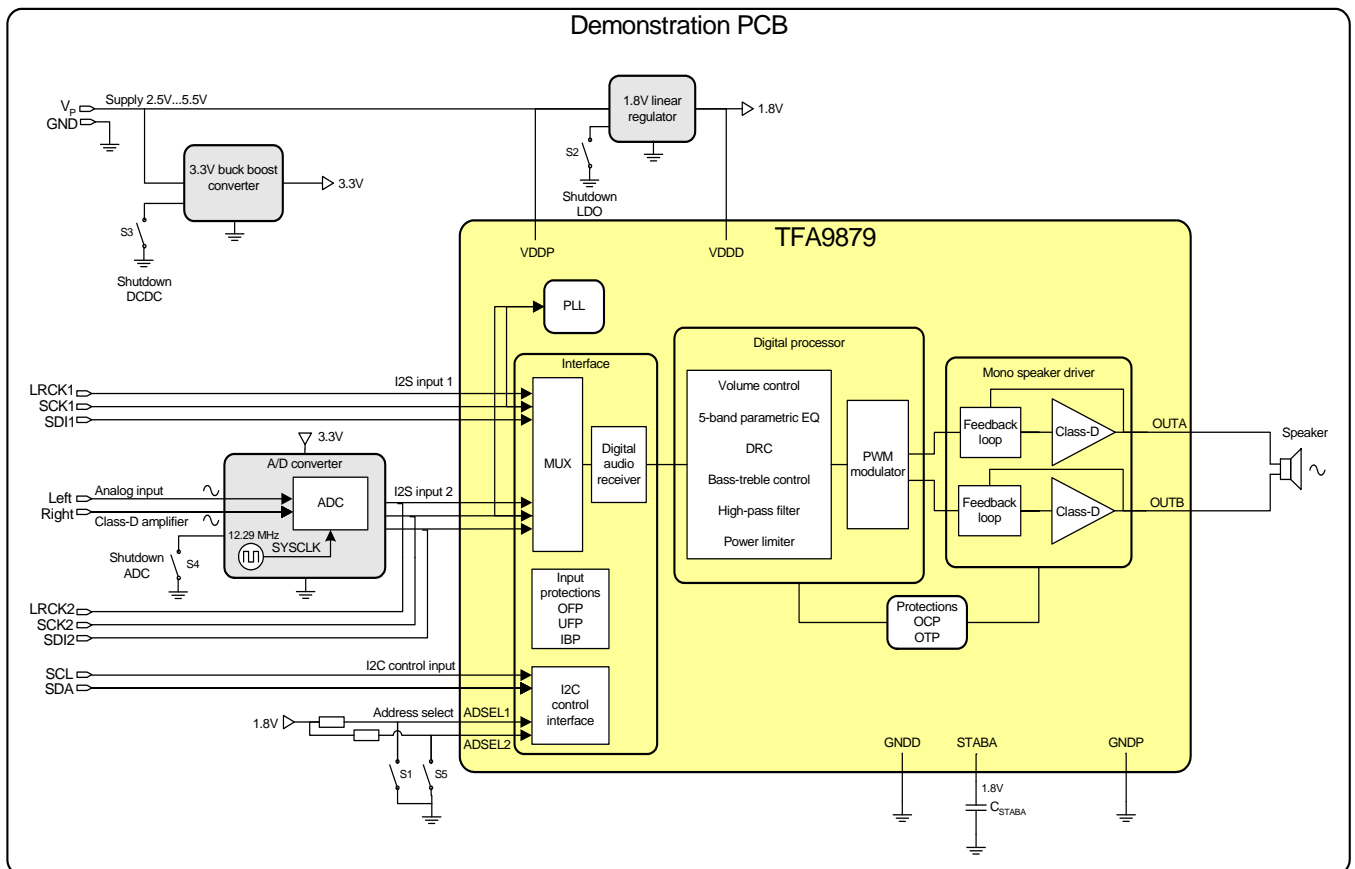 Demonstration PCB
VP
Supply 2.5V...5.5V
GND
3.3V buck boost
converter
3.3V
S3
Shutdown
DCDC
1.8V linear
regulator
1.8V
S2
Shutdown
LDO
TFA9879
VDDP
VDDD
PLL
Interface
Digital processor
Mono speaker driver
LRCK1
I2S input 1
SCK1
SDI1
MUX
Digital
audio
receiver
Volume control
5-band parametric EQ
DRC
Bass-treble control
High-pass filter
Power limiter
PWM
modulator
Feedback
loop
Class-D
OUTA
Feedback
loop
Class-D
OUTB
Speaker
3.3V
A/D converter
Left
Analog input
Right
Class-D amplifier
ADC
I2S input 2
12.29 MHz
SYSCLK
Shutdown
ADC
S4
LRCK2
SCK2
SDI2
Input
protections
OFP
UFP
IBP
Protections
OCP
OTP
SCL
I2C control input
SDA
I2C
control
interface
1.8V
Address select
ADSEL1
ADSEL2
S1
S5
GNDD
STABA
GNDP
1.8V
CSTABA